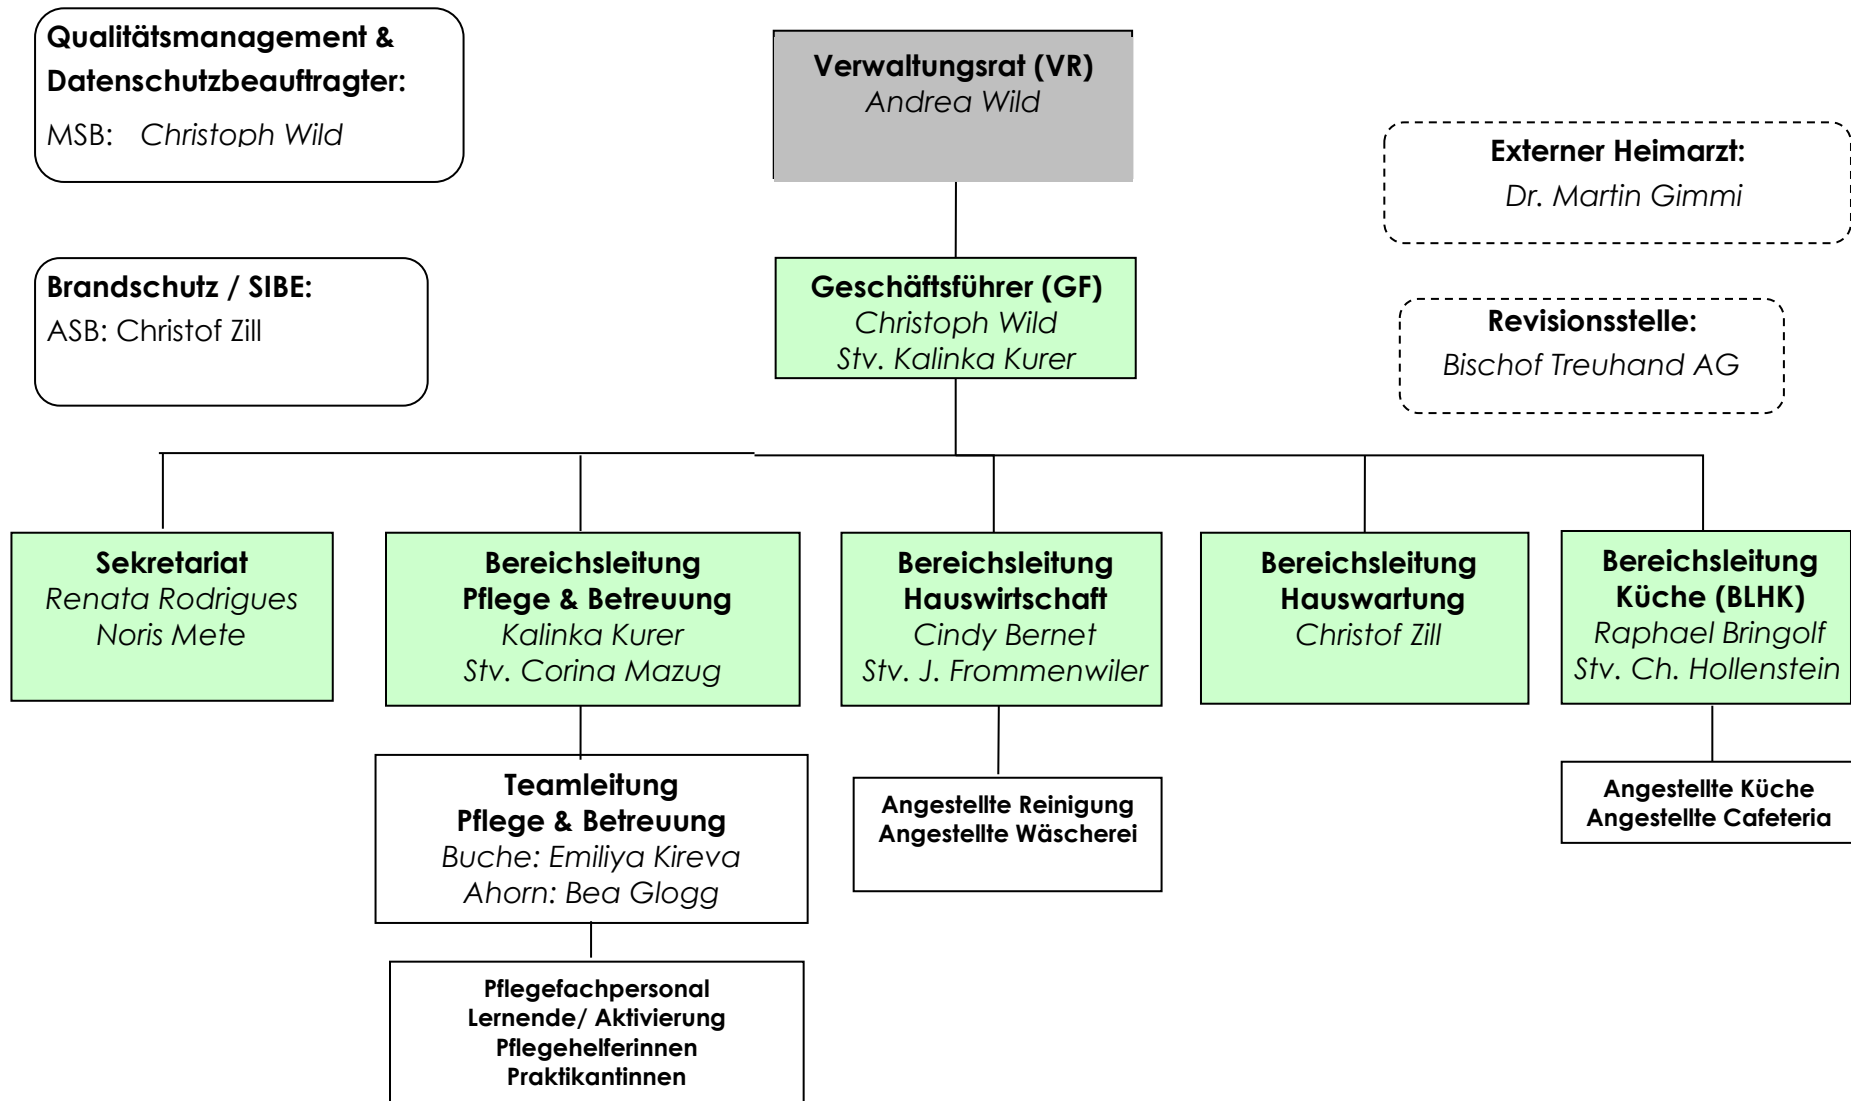 Qualitätsmanagement &
Datenschutzbeauftragter:
MSB: Christoph Wild
Verwaltungsrat (VR)
Andrea Wild
Externer Heimarzt:
Dr. Martin Gimmi
Brandschutz / SIBE:
ASB: Christof Zill
Geschäftsführer (GF)
Christoph Wild
Stv. Kalinka Kurer
Revisionsstelle:
Bischof Treuhand AG
Sekretariat
Renata Rodrigues
Noris Mete
Bereichsleitung
Pflege & Betreuung
Kalinka Kurer
Stv. Corina Mazug
Bereichsleitung
Hauswirtschaft
Cindy Bernet
Stv. J. Frommenwiler
Bereichsleitung
Hauswartung
Christof Zill
Bereichsleitung
Küche (BLHK)
Raphael Bringolf
Stv. Ch. Hollenstein
Teamleitung
Pflege & Betreuung
Buche: Emiliya Kireva
Ahorn: Bea Glogg
Angestellte Reinigung
Angestellte Wäscherei
Angestellte Küche
Angestellte Cafeteria
Pflegefachpersonal
Lernende/ Aktivierung
Pflegehelferinnen
Praktikantinnen